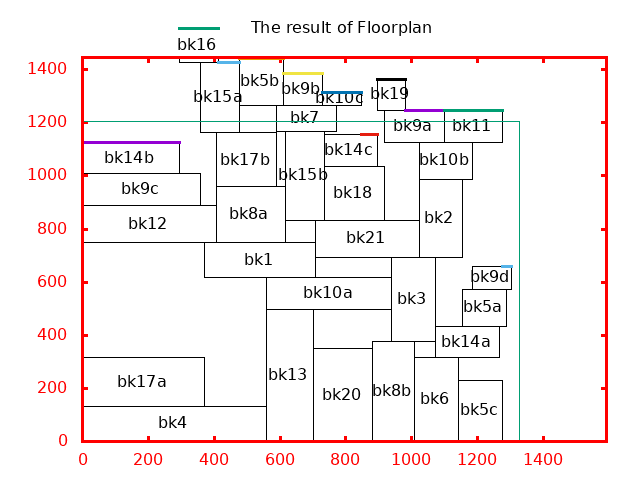 The result of Floorplan
bk16
1400
bk15a
bk5b
bk9b
bk10c
bk19
1200
bk7
bk9a
bk11
bk14b
bk17b
bk15b
bk14c
bk10b
1000
bk9c
bk18
800
bk12
bk8a
bk21
bk2
bk1
600
bk10a
bk3
bk9d
bk5a
400
bk14a
bk17a
bk13
bk20
bk8b
bk6
bk5c
200
bk4
0
0 200 400 600 800 1000 1200 1400